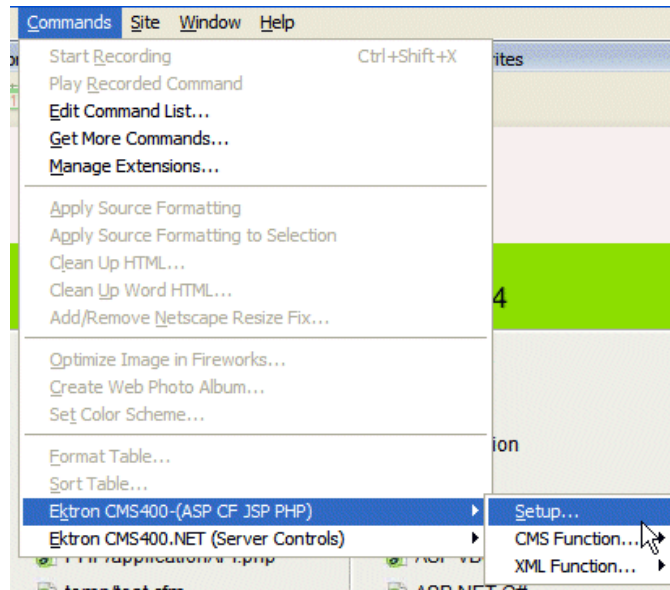 Commands Site Window Help
Start Recording Ctrl+Shift+X
ites
Play Recorded Command
Edit Command List...
Get More Commands...
Manage Extensions...
Apply Source Formatting
Apply Source Formatting to Selection
Clean Up HTML...
Clean Up Word HTML...
4
Add/Remove Netscape Resize Fix...
Optimize Image in Fireworks...
Create Web Photo Album...
Set Color Scheme...
ion
Format Table...
Sort Table...
Ektron CMS400-(ASP CF JSP PHP)
Setup...
Ektron CMS400.NET (Server Controls)
CMS Function...
XML Function...